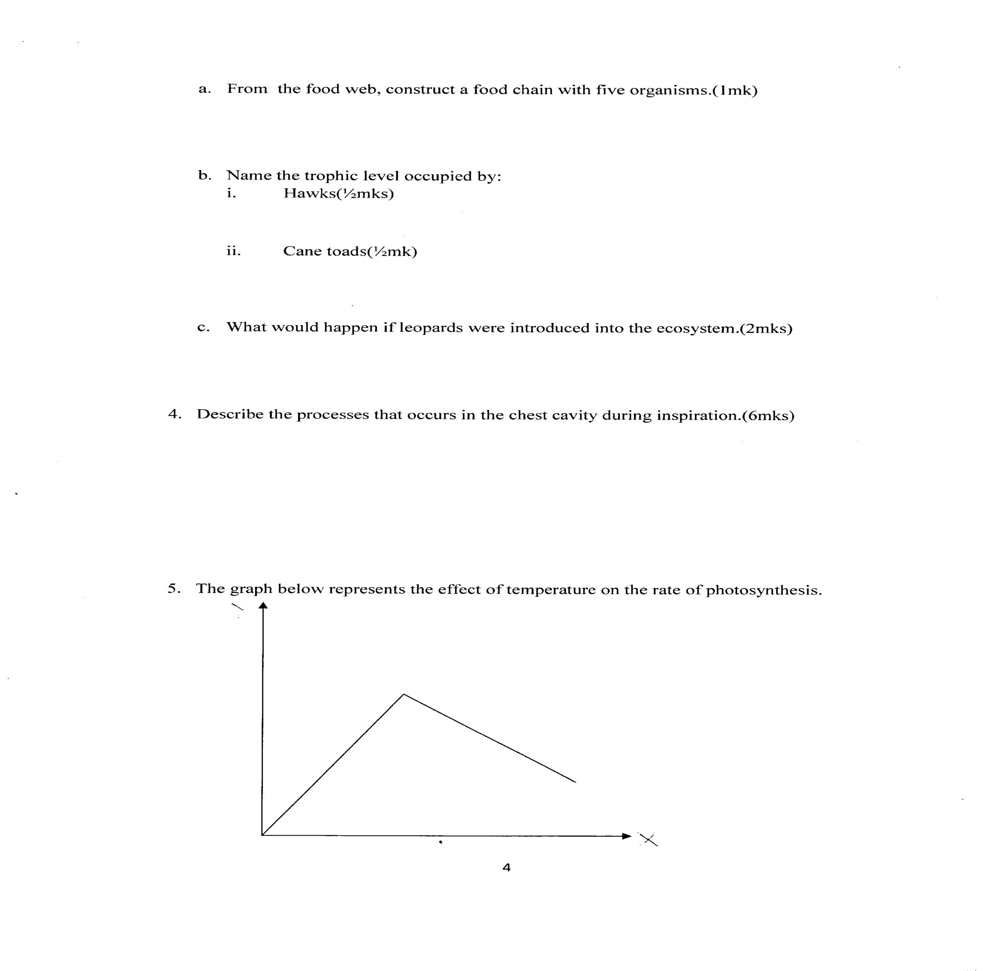 a. From the food web, construct a food chain with five organisms.(1mk)
b. Name the trophic level occupied by:
i. Hawks(½mks)
ii. Cane toads(½mk)
c. What would happen if leopards were introduced into the ecosystem.(2mks)
4. Describe the processes that occurs in the chest cavity during inspiration.(6mks)
5. The graph below represents the effect of temperature on the rate of photosynthesis.
X
4